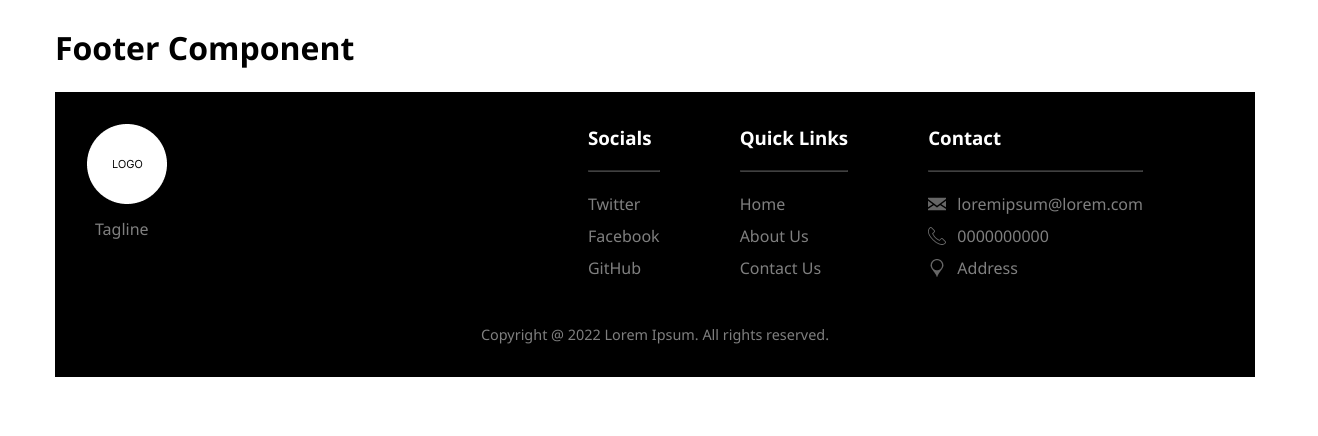 Footer Component
LOGO
Tagline
Socials
Twitter
Facebook
GitHub
Quick Links
Home
About Us
Contact Us
Contact
loremipsum@lorem.com
0000000000
Address
Copyright @ 2022 Lorem Ipsum. All rights reserved.